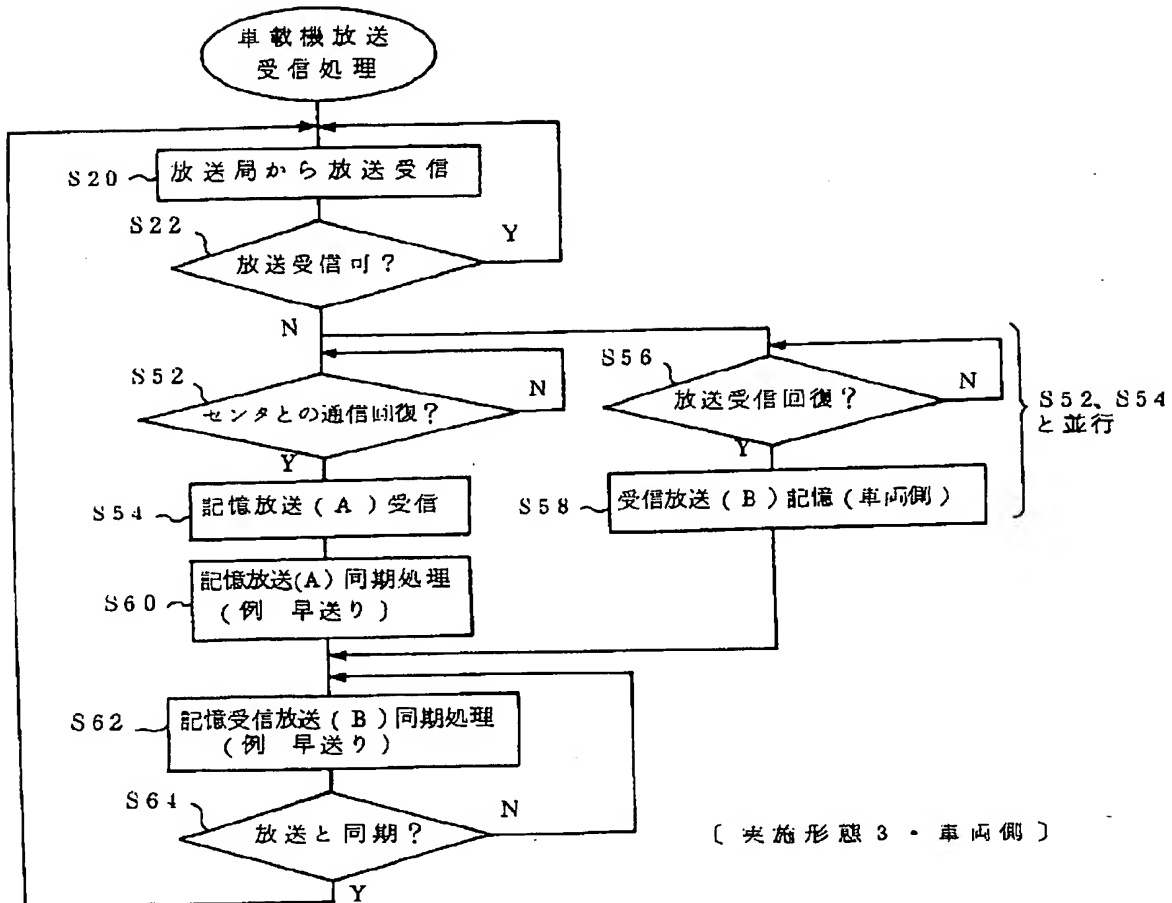 車載機放送
受信処理
S20
放送局から放送受信
S22
Y
放送受信可?
N
S52
N
センタとの通信回復?
Y
S56
N
放送受信回復?
Y
S52、S54
と並行
S54
記憶放送(A)受信
S58
受信放送(B)記憶(車両側)
S60
記憶放送(A)同期処理
(例 早送り)
S62
記憶受信放送(B)同期処理
(例 早送り)
S64
N
放送と同期?
Y
〔実施形態3・車両側〕